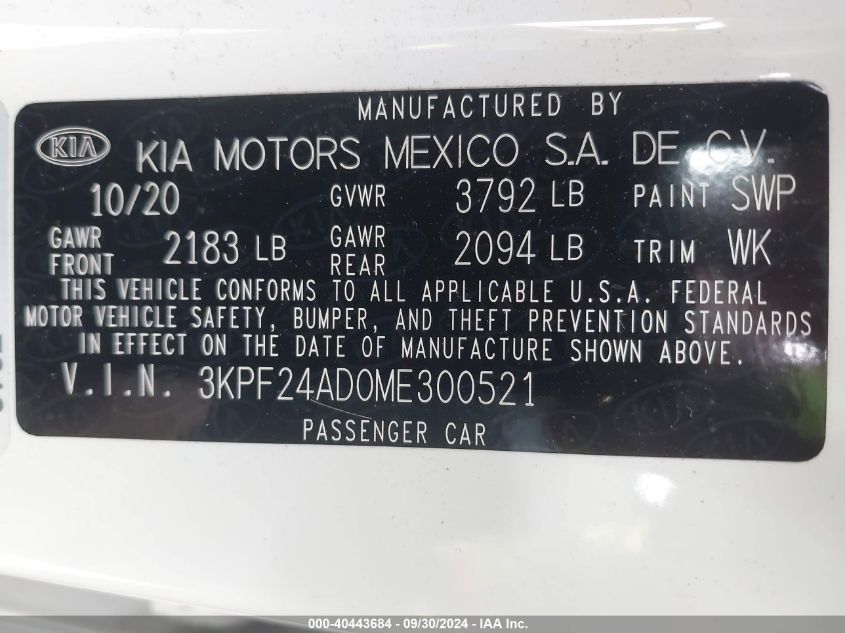 MANUFACTURED BY
KIA KIA MOTORS MEXICO S.A. DE C.V.
10/20 GVWR 3792 LB PAINT SWP
GAWR FRONT 2183 LB GAWR REAR 2094 LB TRIM WK
THIS VEHICLE CONFORMS TO ALL APPLICABLE U.S.A. FEDERAL
MOTOR VEHICLE SAFETY, BUMPER, AND THEFT PREVENTION STANDARDS
IN EFFECT ON THE DATE OF MANUFACTURE SHOWN ABOVE.
V.I.N. 3KPF24AD0ME300521
PASSENGER CAR
000-40443684 - 09/30/2024 - IAA Inc.